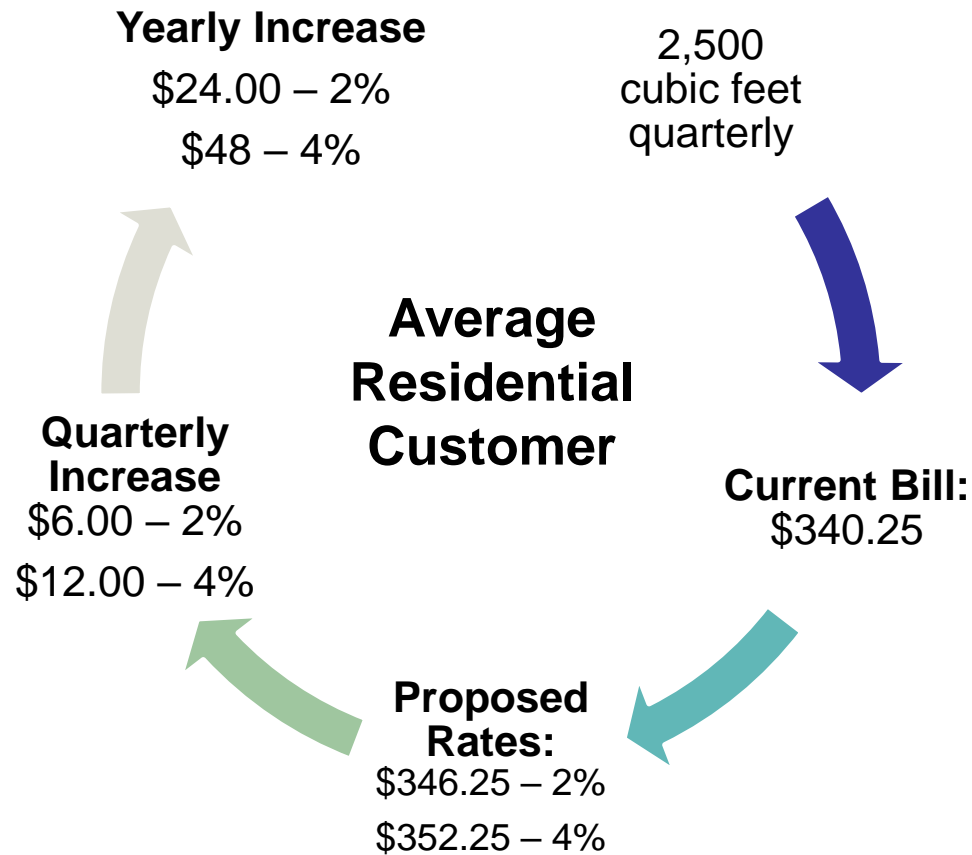 2,500
cubic feet
quarterly
Current Bill:
$340.25
Proposed
Rates:
$346.25 – 2%
$352.25 – 4%
Quarterly
Increase
$6.00 – 2%
$12.00 – 4%
Yearly Increase
$24.00 – 2%
$48 – 4%
Average
Residential
Customer